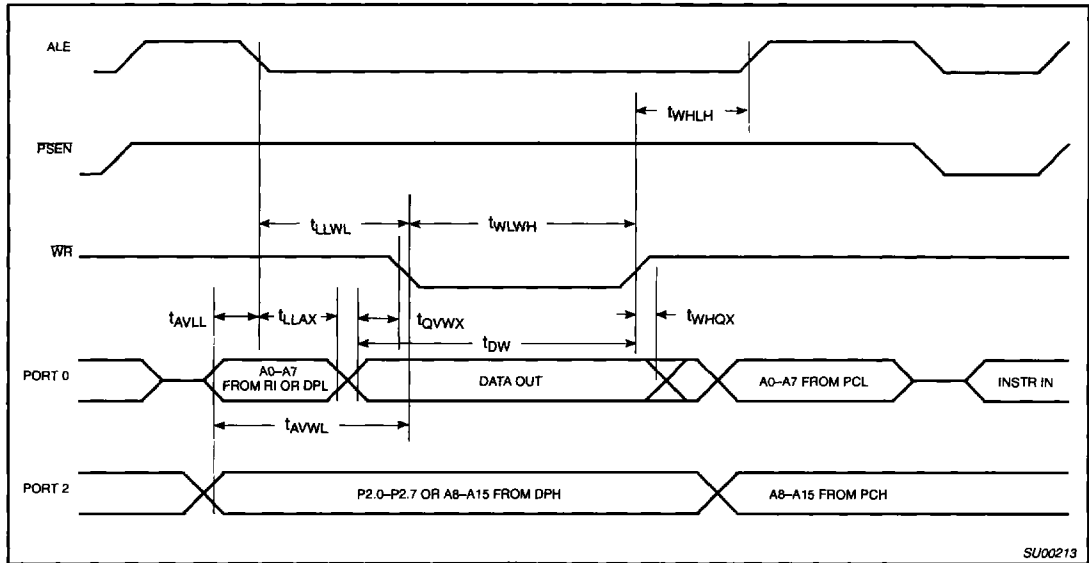 ALE
tWHLH
PSEN
tLLWL
tWLWH
WR
tAVLL
tLLAX
tQVWX
tWHQX
tDW
PORT 0
A0–A7
FROM RI OR DPL
DATA OUT
A0–A7 FROM PCL
INSTR IN
tAVWL
PORT 2
P2.0–P2.7 OR A8–A15 FROM DPH
A8–A15 FROM PCH
SU00213